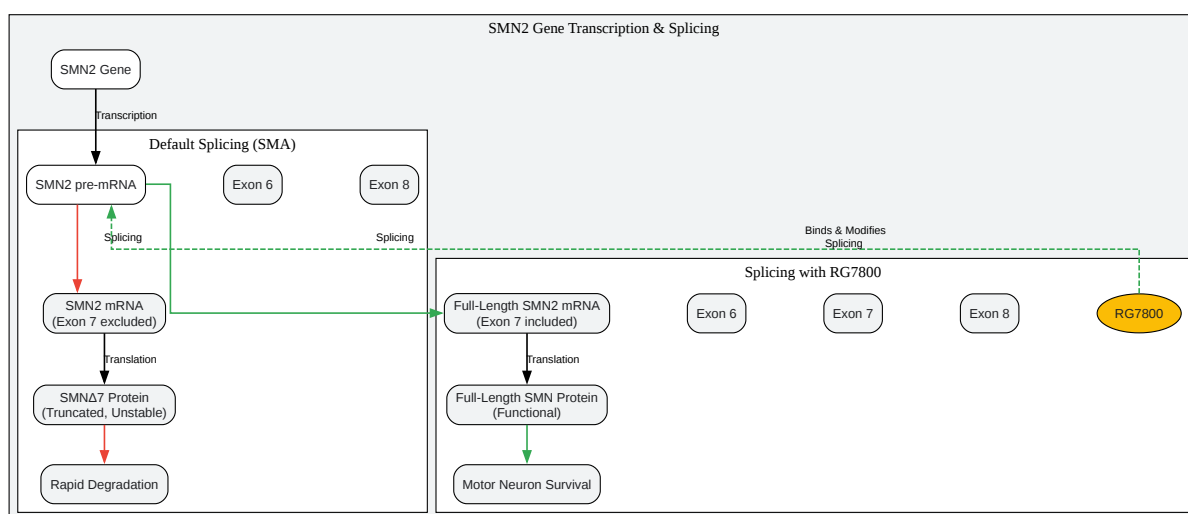 SMN2 Gene Transcription & Splicing
SMN2 Gene
Transcription
Default Splicing (SMA)
SMN2 pre-mRNA
Exon 6
Exon 8
Splicing
Splicing
Binds & Modifies
Splicing
Splicing with RG7800
SMN2 mRNA
(Exon 7 excluded)
Full-Length SMN2 mRNA
(Exon 7 included)
Exon 6
Exon 7
Exon 8
RG7800
Translation
Translation
SMNΔ7 Protein
(Truncated, Unstable)
Full-Length SMN Protein
(Functional)
Rapid Degradation
Motor Neuron Survival